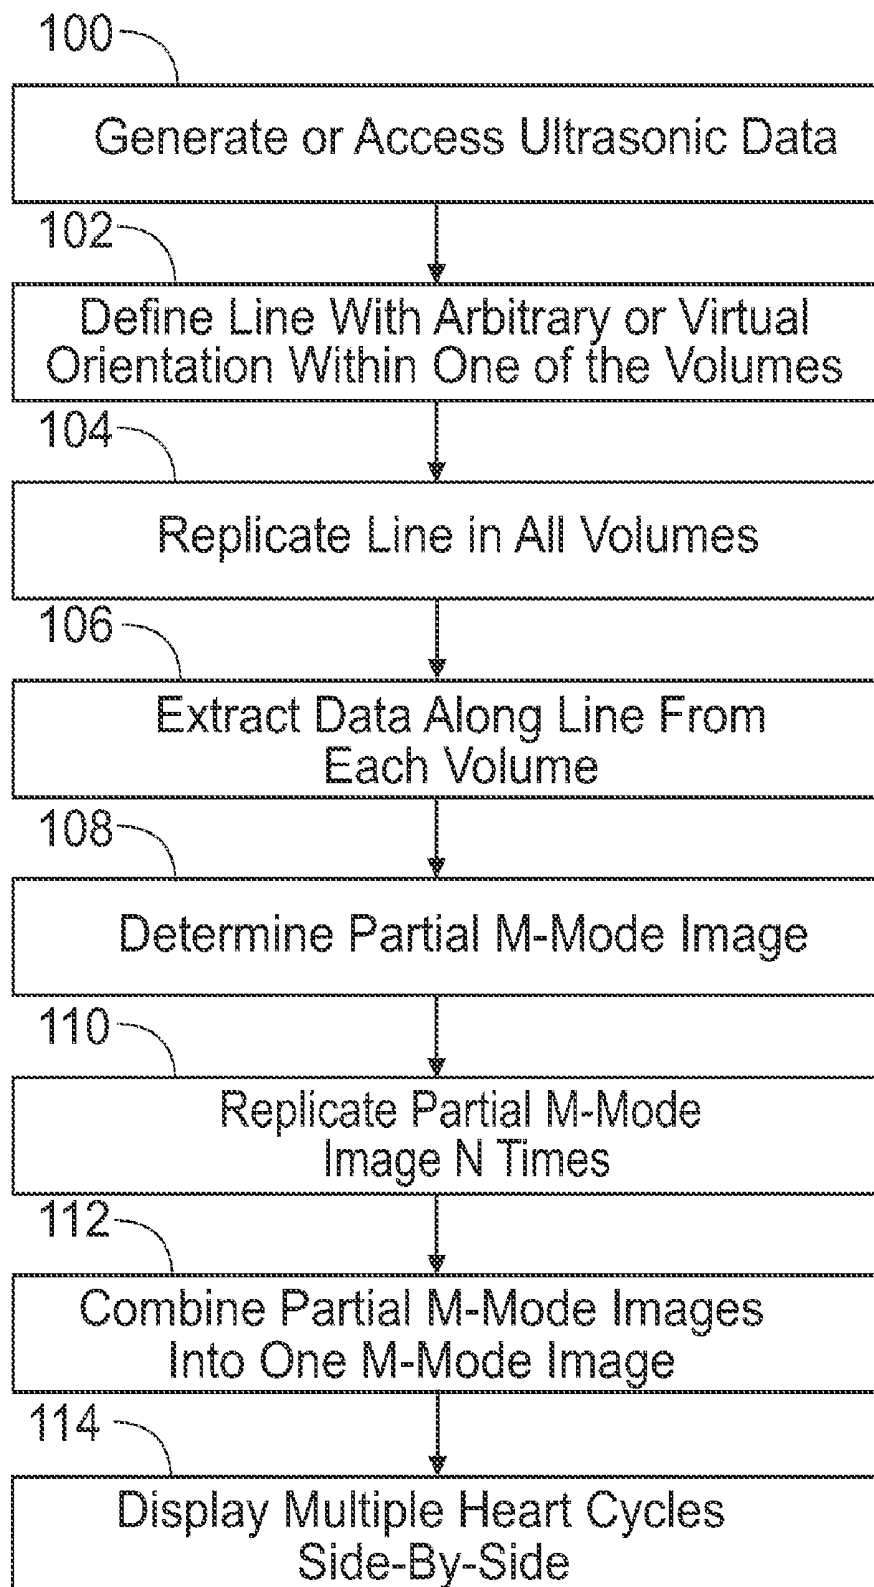 100
Generate or Access Ultrasonic Data
102
Define Line With Arbitrary or Virtual
Orientation Within One of the Volumes
104
Replicate Line in All Volumes
106
Extract Data Along Line From
Each Volume
108
Determine Partial M-Mode Image
110
Replicate Partial M-Mode
Image N Times
112
Combine Partial M-Mode Images
Into One M-Mode Image
114
Display Multiple Heart Cycles
Side-By-Side